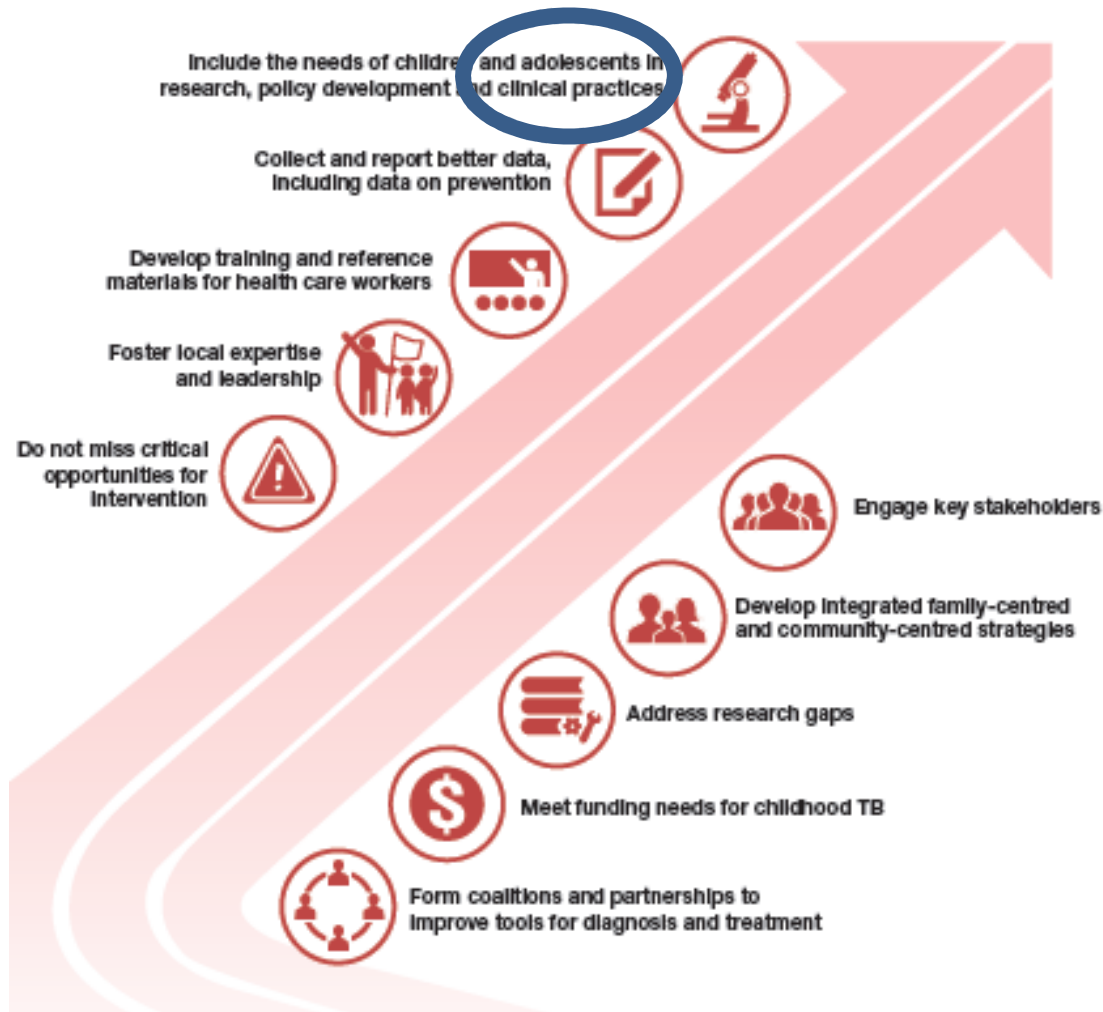 Include the needs of children and adolescents in
research, policy development and clinical practices
Collect and report better data,
including data on prevention
Develop training and reference
materials for health care workers
Foster local expertise
and leadership
Do not miss critical
opportunities for
intervention
Engage key stakeholders
Develop integrated family-centred
and community-centred strategies
Address research gaps
Meet funding needs for childhood TB
Form coalitions and partnerships to
improve tools for diagnosis and treatment